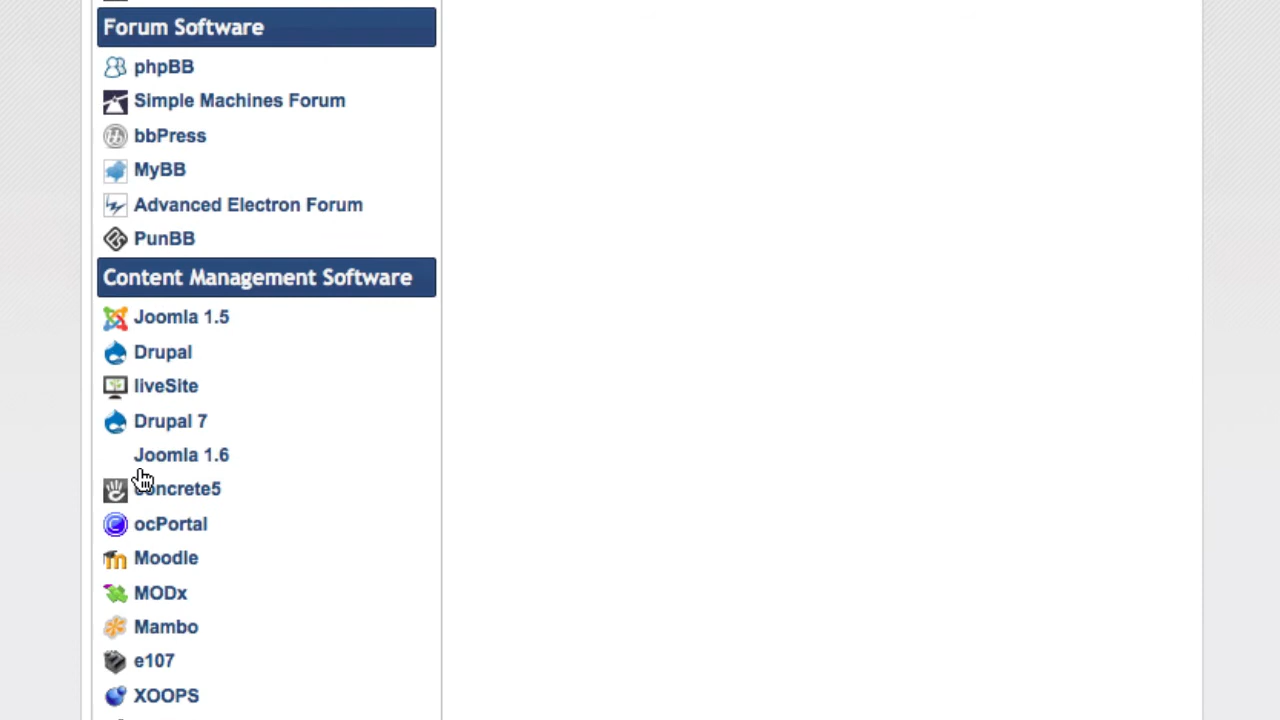 Forum Software
phpBB
Simple Machines Forum
bbPress
MyBB
Advanced Electron Forum
PunBB
Content Management Software
Joomla 1.5
Drupal
liveSite
Drupal 7
Joomla 1.6
concrete5
ocPortal
Moodle
MODx
Mambo
e107
XOOPS